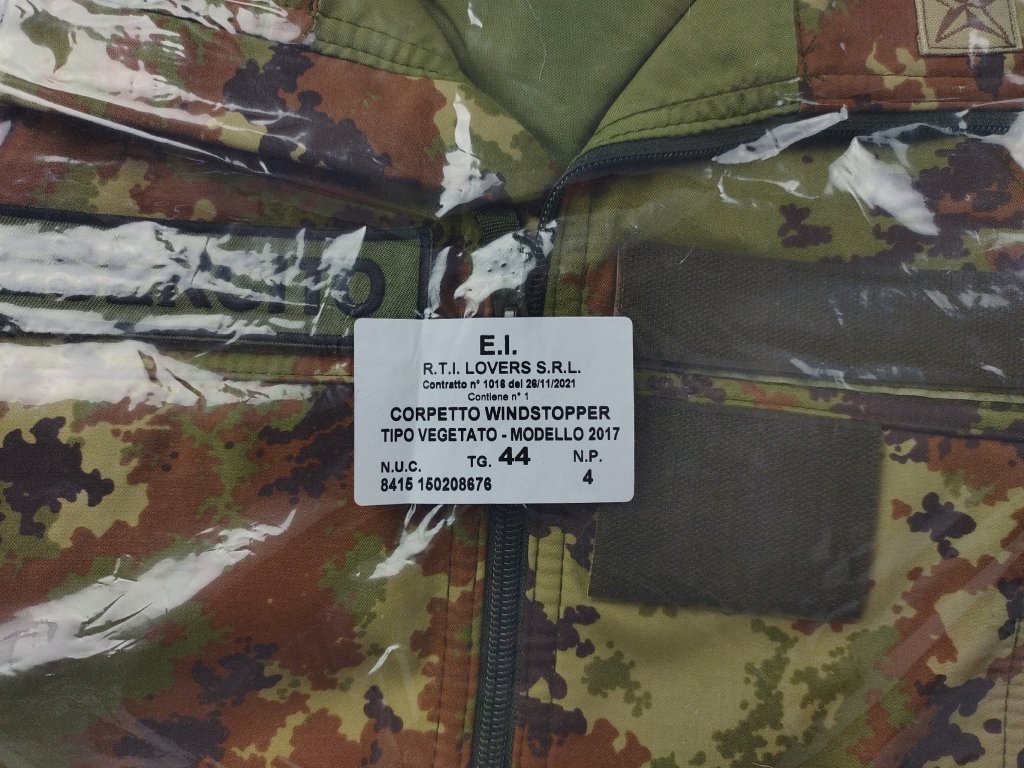 ESERCITO
E.I.
R.T.I. LOVERS S.R.L.
Contratto n° 1016 del 26/11/2021
Contiene n° 1
CORPETTO WINDSTOPPER
TIPO VEGETATO - MODELLO 2017
N.U.C. TG. 44 N.P.
8415 150208676 4